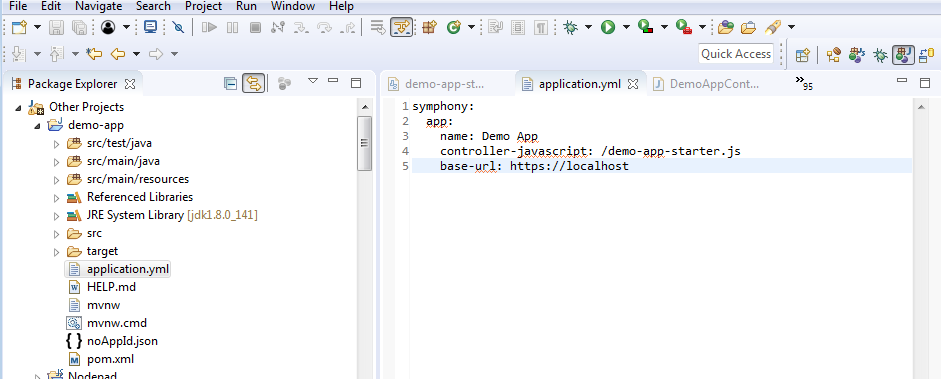 File Edit Navigate Search Project Run Window Help
Quick Access
Package Explorer
demo-app-st...
application.yml
DemoAppCont...
»95
Other Projects
demo-app
src/test/java
src/main/java
src/main/resources
Referenced Libraries
JRE System Library [jdk1.8.0_141]
src
target
application.yml
HELP.md
mvnw
mvnw.cmd
noAppId.json
pom.xml
Nodepad
1 symphony:
2 app:
3 name: Demo App
4 controller-javascript: /demo-app-starter.js
5 base-url: https://localhost